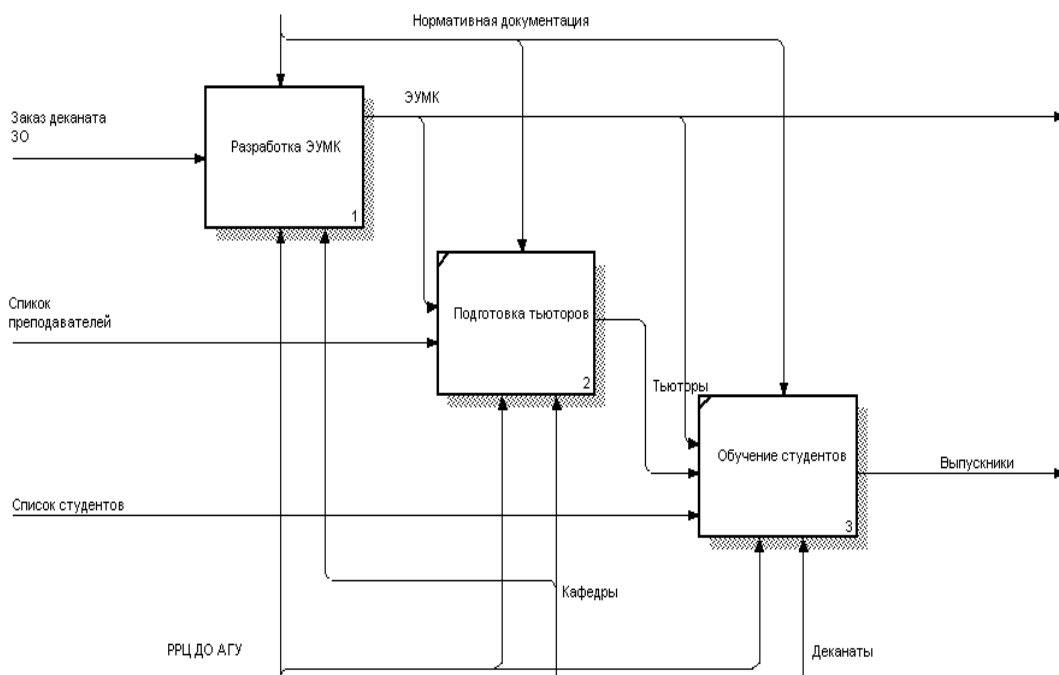 Нормативная документация
ЭУМК
Заказ деканата
ЗО
Разработка ЭУМК
1
Спикок
преподавателей
Подготовка тьюторов
2
Тьюторы
Обучение студентов
3
Выпускники
Список студентов
Кафедры
РРЦ ДО АГУ
Деканаты